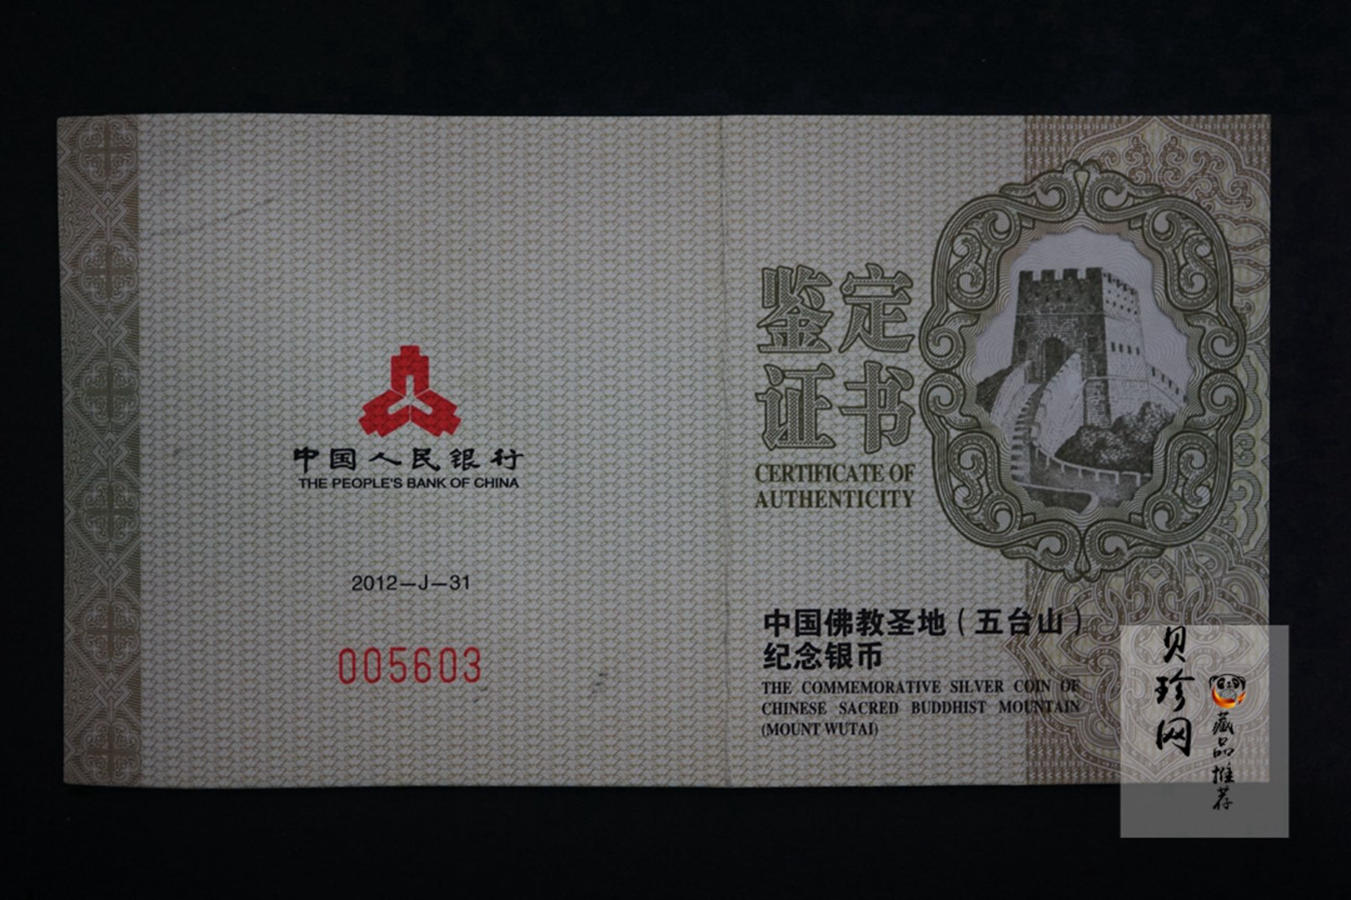 中国人民银行
THE PEOPLE'S BANK OF CHINA
2012－J－31
005603
鉴定
证书
CERTIFICATE OF
AUTHENTICITY
中国佛教圣地（五台山）
纪念银币
THE COMMEMORATIVE SILVER COIN OF
CHINESE SACRED BUDDHIST MOUNTAIN
(MOUNT WUTAI)
贝珍网
藏品推荐